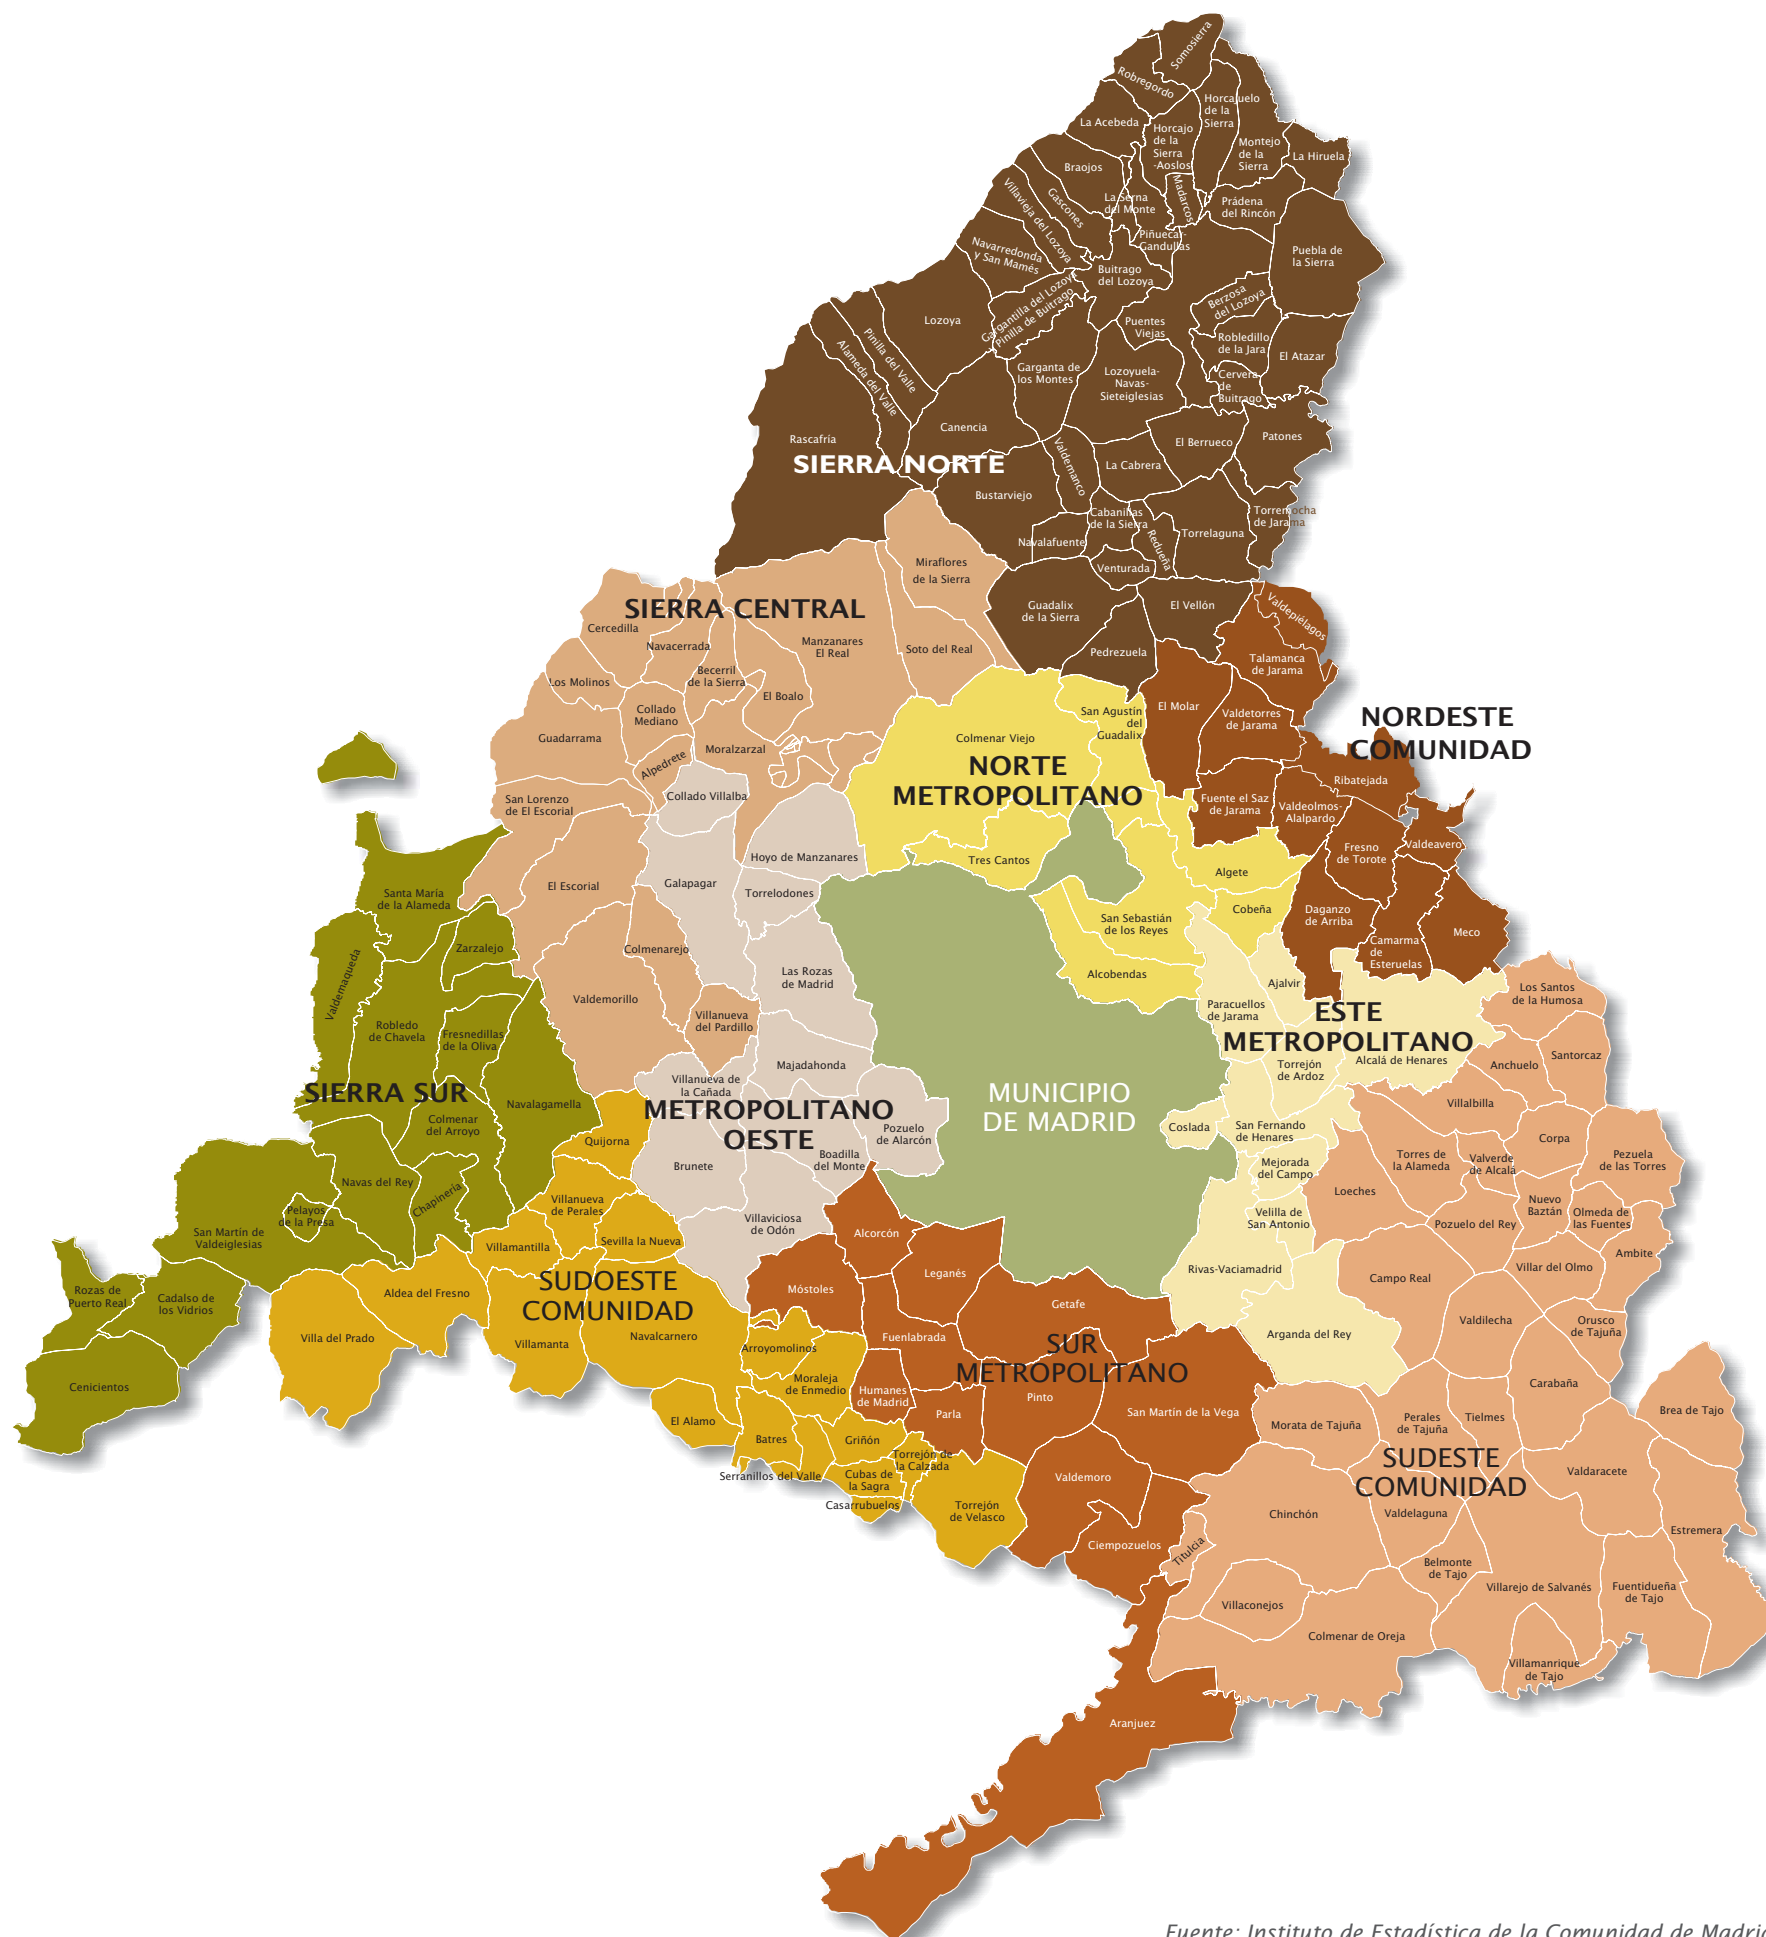 Somosierra
Robregordo
Horcajuelo
de la
Sierra
La Acebeda
Horcajo
de la
Sierra
-Aoslos
Montejo
de la
Sierra
La Hiruela
Braojos
Villavieja del Lozoya
Gascones
La Serna
del Monte
Madarcos
Prádena
del Rincón
Piñuecar-
Gandullas
Navarredonda
y San Mamés
Puebla de
la Sierra
Buitrago
del Lozoya
Gargantilla del Lozoya
y Pinilla de Buitrago
Berzosa
del Lozoya
Lozoya
Pinilla del Valle
Alameda del Valle
Puentes
Viejas
Robledillo
de la Jara
El Atazar
Garganta de
los Montes
Lozoyuela-
Navas-
Sieteiglesias
Cervera
de
Buitrago
Rascafría
Canencia
El Berrueco
Patones
SIERRA NORTE
Valdemanco
La Cabrera
Bustarviejo
Cabanillas
de la Sierra
Torremocha
de Jarama
Navalafuente
Redueña
Torrelaguna
Venturada
Miraflores
de la Sierra
Guadalix
de la Sierra
El Vellón
Valdepiélagos
SIERRA CENTRAL
Cercedilla
Navacerrada
Manzanares
El Real
Soto del Real
Pedrezuela
Talamanca
de Jarama
Los Molinos
Becerril
de la Sierra
El Boalo
Collado
Mediano
El Molar
San Agustín
del
Guadalix
Valdetorres
de Jarama
NORDESTE
COMUNIDAD
Guadarrama
Moralzarzal
Colmenar Viejo
Alpedrete
NORTE
METROPOLITANO
Ribatejada
San Lorenzo
de El Escorial
Collado Villalba
Fuente el Saz
de Jarama
Valdeolmos-
Alalpardo
Hoyo de Manzanares
Tres Cantos
Fresno
de Torote
Valdeavero
Santa María
de la Alameda
El Escorial
Galapagar
Torrelodones
Algete
Cobeña
San Sebastián
de los Reyes
Daganzo
de Arriba
Camarma
de
Esteruelas
Meco
Zarzalejo
Colmenarejo
Valdemaqueda
Las Rozas
de Madrid
Alcobendas
Ajalvir
Valdemorillo
Paracuellos
de Jarama
Los Santos
de la Humosa
Robledo
de Chavela
Fresnedillas
de la Oliva
Villanueva
del Pardillo
ESTE
METROPOLITANO
Alcalá de Henares
Santorcaz
Anchuelo
Majadahonda
Torrejón
de Ardoz
SIERRA SUR
Navalagamella
Villanueva de
la Cañada
MUNICIPIO
DE MADRID
Villalbilla
METROPOLITANO
OESTE
Colmenar
del Arroyo
Quijorna
Pozuelo
de Alarcón
Coslada
San Fernando
de Henares
Corpa
Boadilla
del Monte
Brunete
Mejorada
del Campo
Torres de
la Alameda
Valverde
de Alcalá
Pezuela
de las Torres
Navas del Rey
Chapinería
Loeches
Villanueva
de Perales
Nuevo
Baztán
Pelayos
de la Presa
San Martín de
Valdeiglesias
Villaviciosa
de Odón
Velilla de
San Antonio
Pozuelo del Rey
Olmeda de
las Fuentes
Villamantilla
Sevilla la Nueva
Alcorcón
Ambite
Rivas-Vaciamadrid
Villar del Olmo
Campo Real
Leganés
SUDOESTE
COMUNIDAD
Rozas de
Puerto Real
Cadalso de
los Vidrios
Aldea del Fresno
Móstoles
Getafe
Valdilecha
Orusco
de Tajuña
Villa del Prado
Villamanta
Navalcarnero
Fuenlabrada
Arganda del Rey
Arroyomolinos
SUR
METROPOLITANO
Cenicientos
Moraleja
de Enmedio
Humanes
de Madrid
Pinto
Carabaña
Parla
San Martín de la Vega
Morata de Tajuña
Perales
de Tajuña
Tielmes
Brea de Tajo
El Alamo
Batres
Griñón
Torrejón de
la Calzada
SUDESTE
COMUNIDAD
Serranillos del Valle
Cubas de
la Sagra
Valdemoro
Valdaracete
Casarrubuelos
Torrejón
de Velasco
Chinchón
Valdelaguna
Estremera
Ciempozuelos
Titulcia
Belmonte
de Tajo
Villarejo de Salvanés
Fuentidueña
de Tajo
Villaconejos
Colmenar de Oreja
Villamanrique
de Tajo
Aranjuez
Fuente: Instituto de Estadística de la Comunidad de Madrid